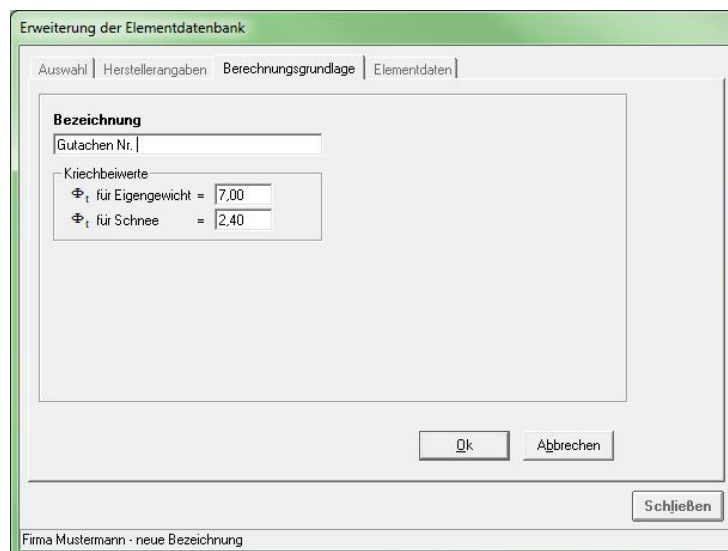 Erweiterung der Elementdatenbank
Auswahl Herstellerangaben Berechnungsgrundlage Elementdaten
Bezeichnung
Gutachen Nr.
Kriechbeiwerte
Φt für Eigengewicht = 7,00
Φt für Schnee = 2,40
Ok Abbrechen
Schließen
Firma Mustermann - neue Bezeichnung